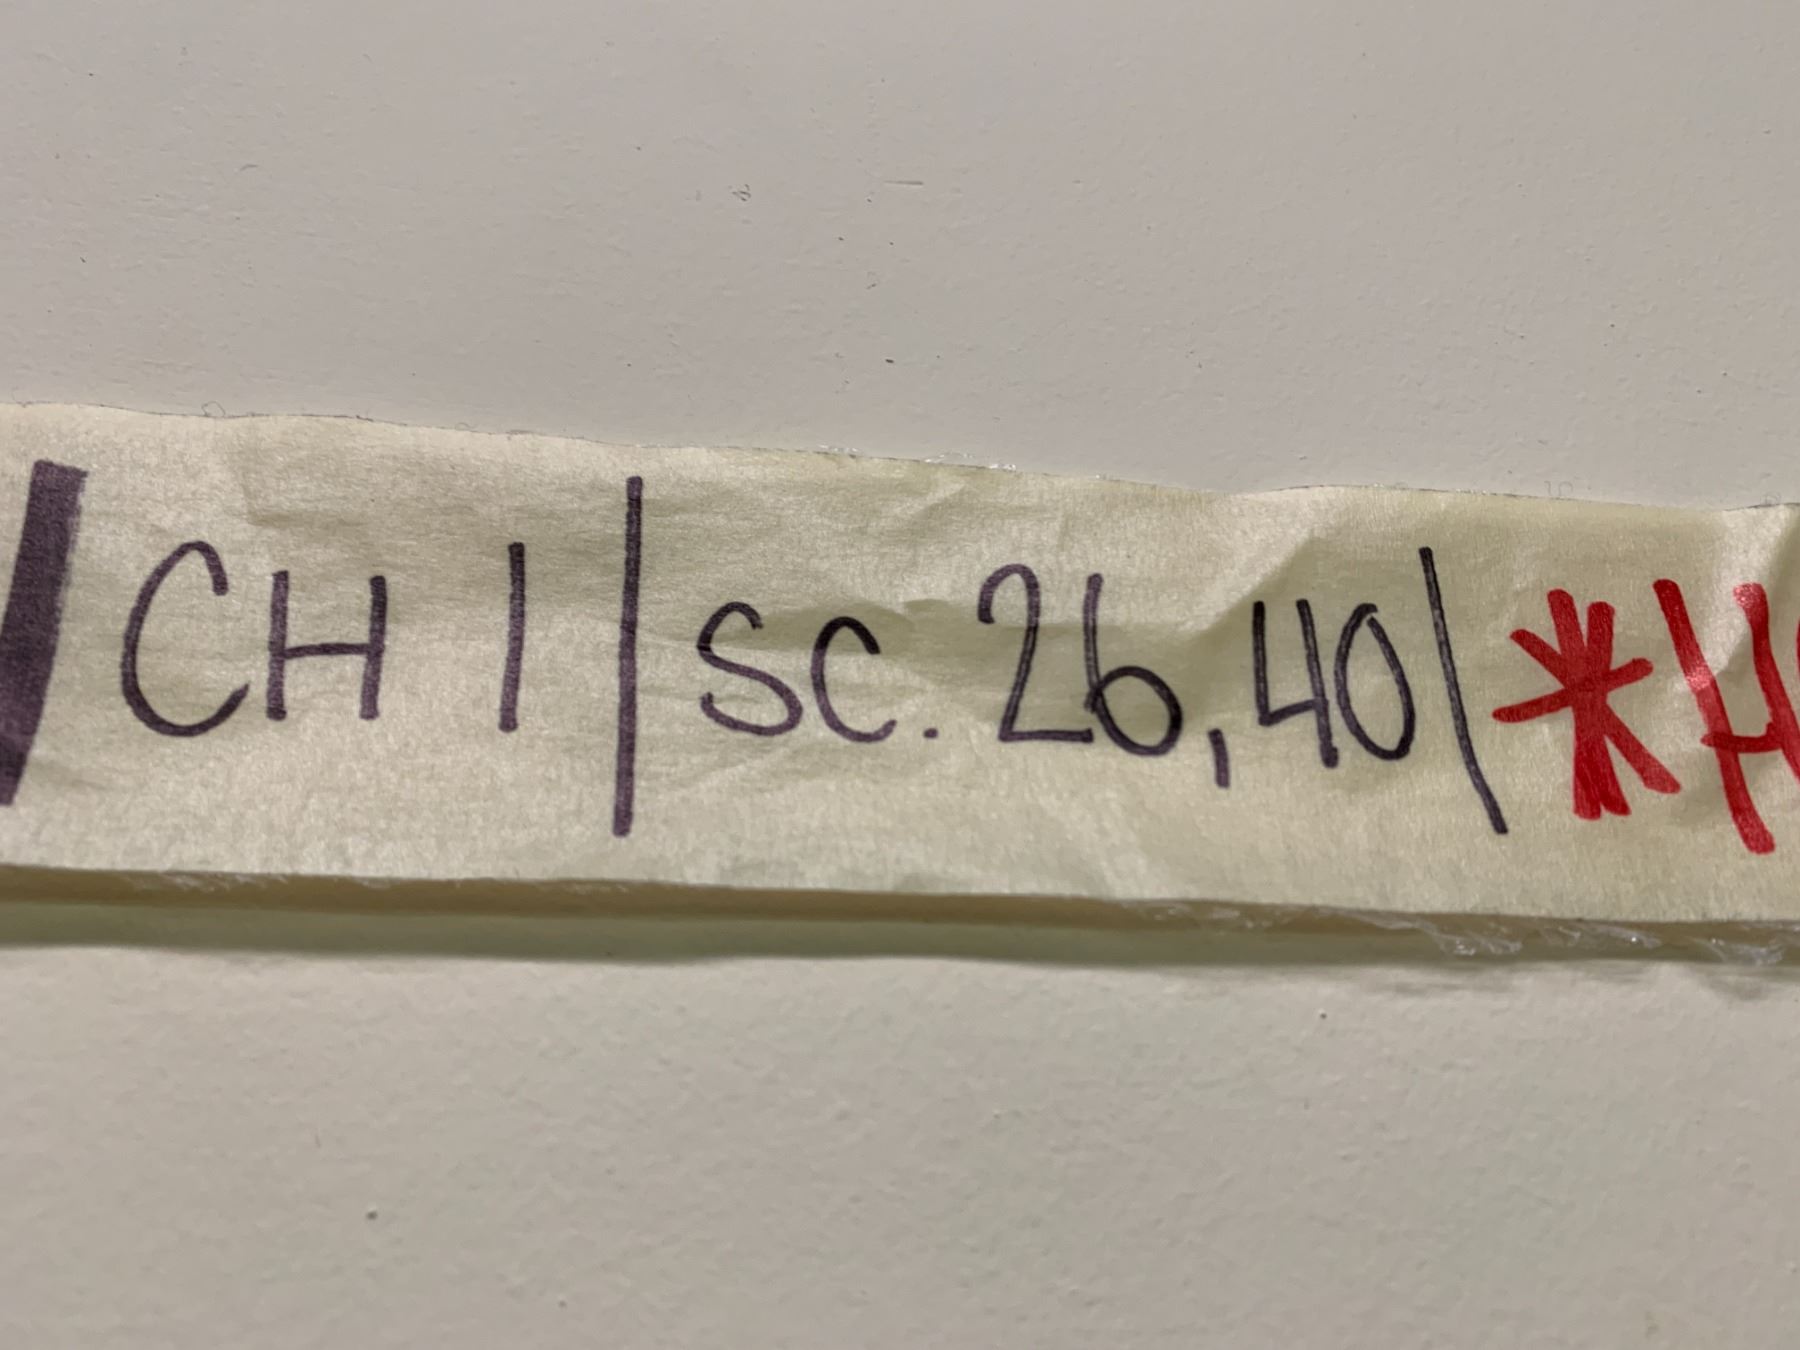 CH 1 | SC. 26,40 | *H